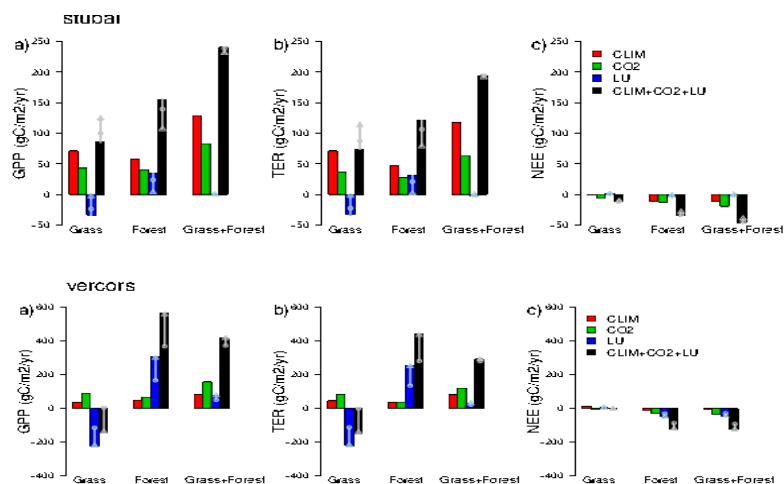 stubai
a)
b)
c)
GPP (gC/m2/yr)
250
200
150
100
50
0
−50
Grass
Forest
Grass+Forest
TER (gC/m2/yr)
250
200
150
100
50
0
−50
Grass
Forest
Grass+Forest
NEE (gC/m2/yr)
250
200
150
100
50
0
−50
Grass
Forest
Grass+Forest
CLIM
CO2
LU
CLIM+CO2+LU
vercors
a)
b)
c)
GPP (gC/m2/yr)
600
400
200
0
−200
−400
Grass
Forest
Grass+Forest
TER (gC/m2/yr)
600
400
200
0
−200
−400
Grass
Forest
Grass+Forest
NEE (gC/m2/yr)
600
400
200
0
−200
−400
Grass
Forest
Grass+Forest
CLIM
CO2
LU
CLIM+CO2+LU